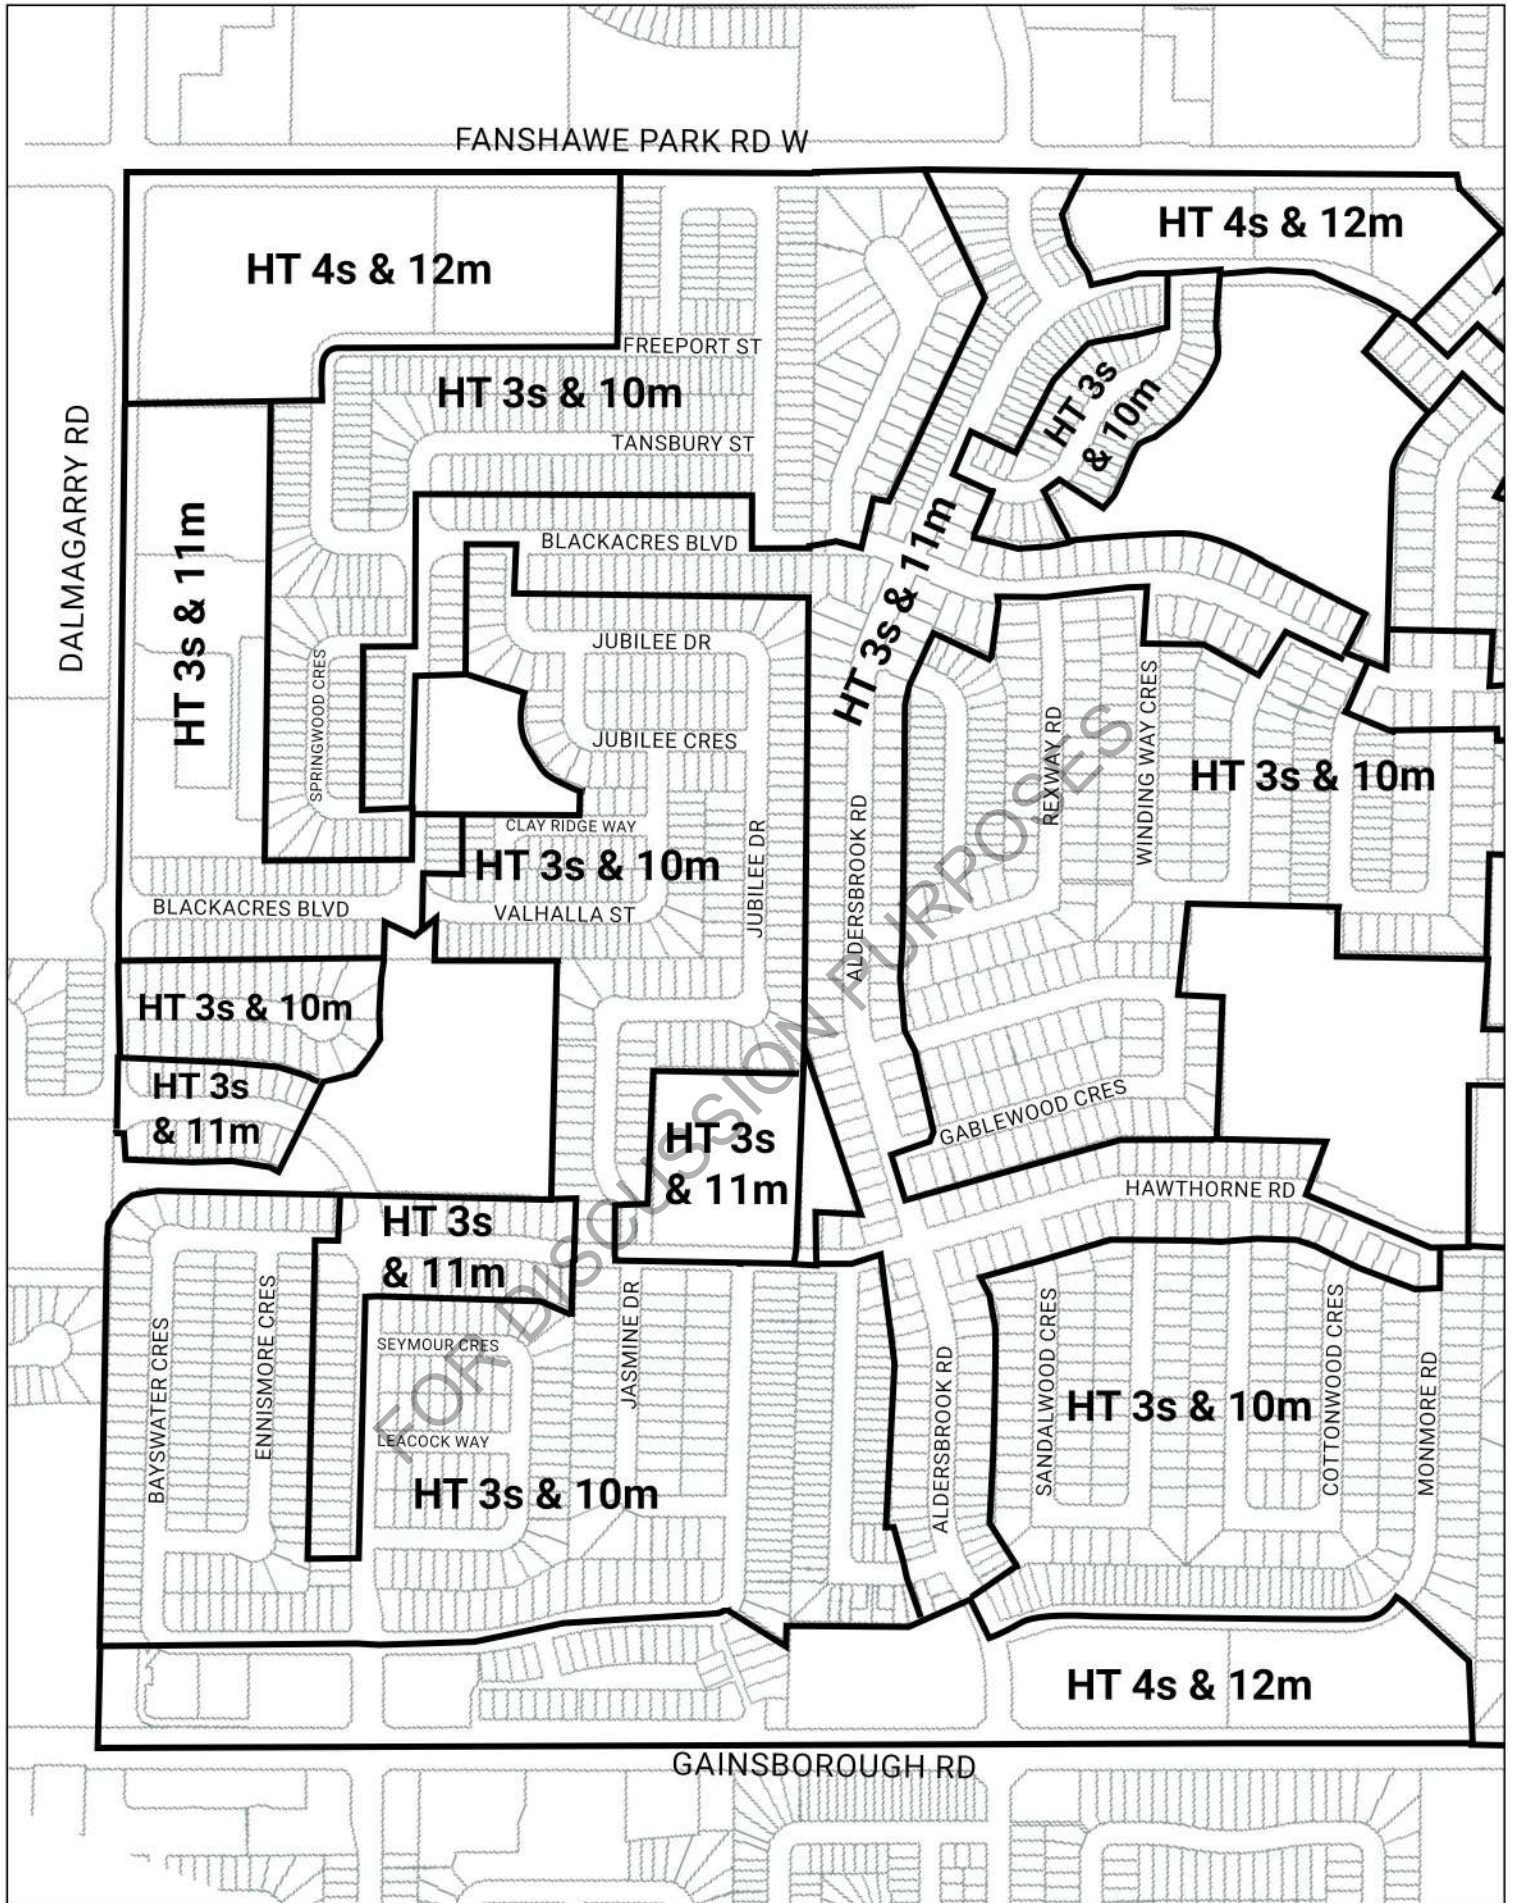 FANSHAWE PARK RD W
HT 4s & 12m
HT 4s & 12m
DALMAGARRY RD
FREEPORT ST
HT 3s & 10m
HT 3s
& 10m
TANSBURY ST
HT 3s & 11m
BLACKACRES BLVD
HT 3s & 11m
JUBILEE DR
SPRINGWOOD CRES
JUBILEE CRES
REXWAY RD
WINDING WAY CRES
HT 3s & 10m
CLAY RIDGE WAY
HT 3s & 10m
JUBILEE DR
ALDERSBROOK RD
BLACKACRES BLVD
VALHALLA ST
HT 3s & 10m
HT 3s
& 11m
HT 3s
& 11m
GABLEWOOD CRES
HAWTHORNE RD
HT 3s
& 11m
FOR DISCUSSION PURPOSES
BAYSWATER CRES
ENNISMORE CRES
SEYMOUR CRES
JASMINE DR
LEACOCK WAY
HT 3s & 10m
ALDERSBROOK RD
SANDALWOOD CRES
HT 3s & 10m
COTTONWOOD CRES
MONMORE RD
HT 4s & 12m
GAINSBOROUGH RD